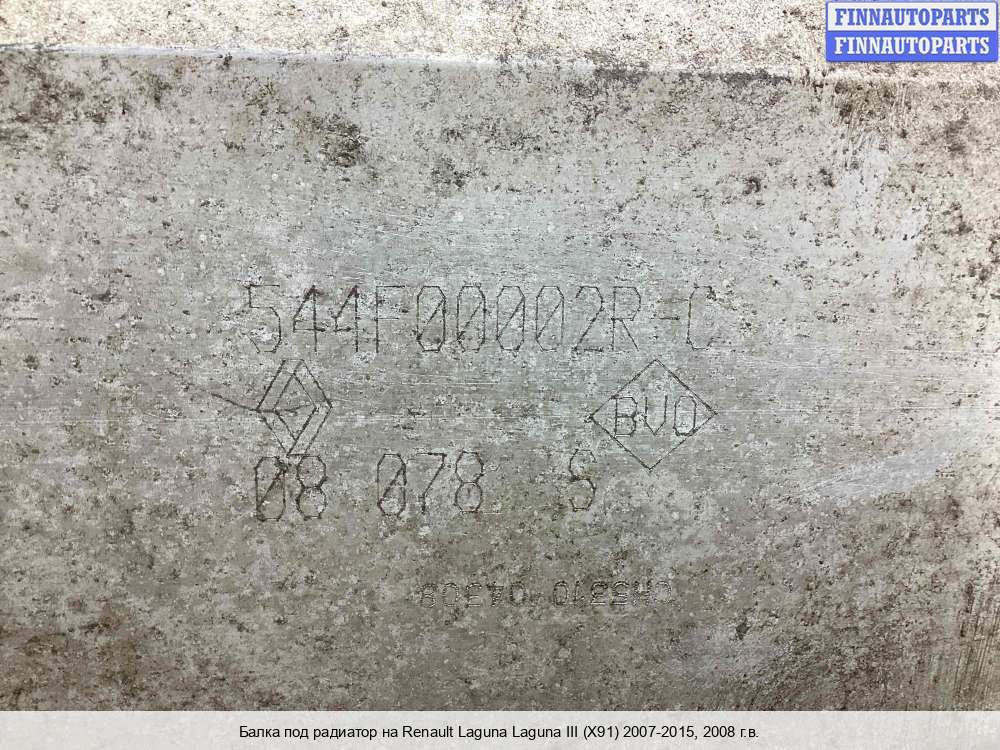 FINNAUTOPARTS
FINNAUTOPARTS
544F00002R-C
BVO
08 078 S
Балка под радиатор на Renault Laguna Laguna III (X91) 2007-2015, 2008 г.в.